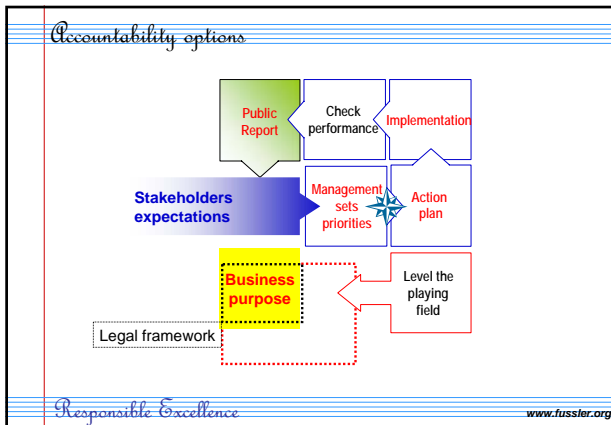 Accountability options
Public
Report
Check
performance
Implementation
Stakeholders
expectations
Management
sets
priorities
Action
plan
Business
purpose
Level the
playing
field
Legal framework
Responsible Excellence
www.fussler.org